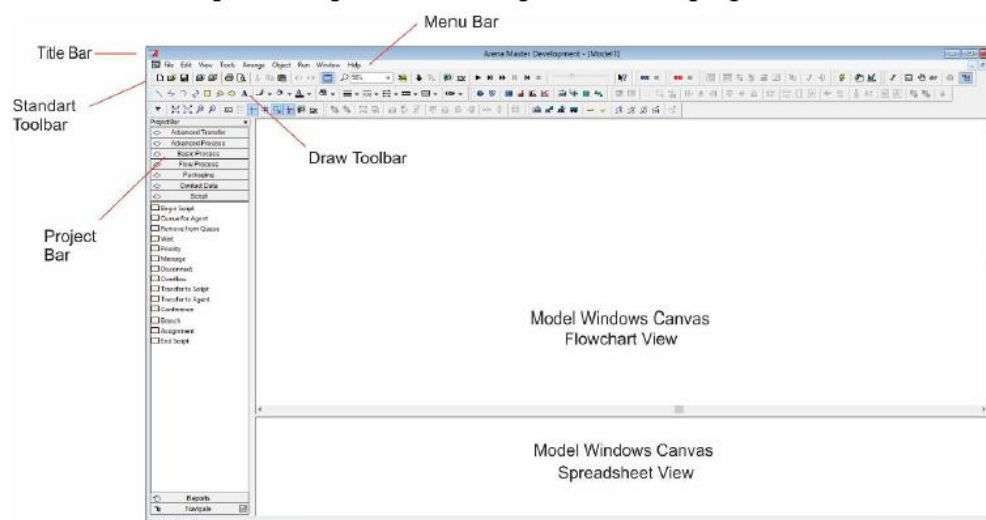 Menu Bar
Title Bar
Arena Master Development - [Model1]
File Edit View Tools Arrange Object Run Window Help
Standart
Toolbar
Project Bar
Advanced Transfer
Advanced Process
Basic Process
Flow Process
Packaging
Contact Data
Script
Draw Toolbar
Begin Script
Queue for Agent
Remove from Queue
Wait
Priority
Message
Disconnect
Overflow
Transfer to Script
Transfer to Agent
Conference
Branch
Assignment
End Script
Project
Bar
Model Windows Canvas
Flowchart View
Model Windows Canvas
Spreadsheet View
Reports
Navigate